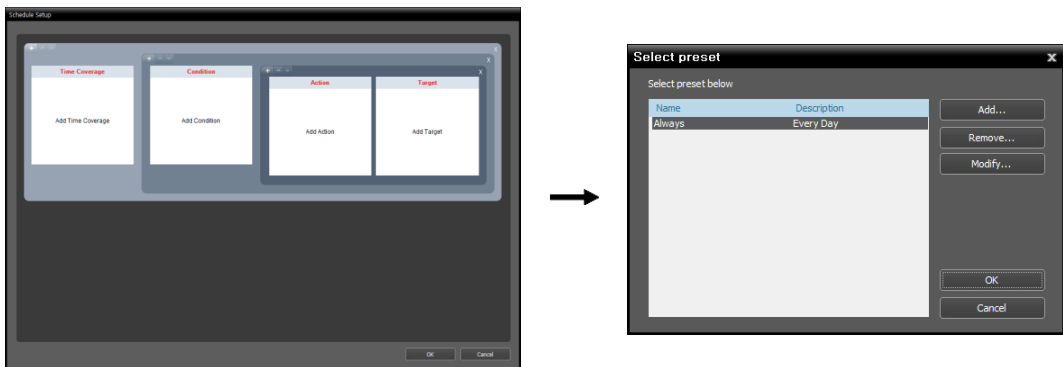 Schedule Setup
X
X
X
Time Coverage
Condition
Action
Target
Add Time Coverage
Add Condition
Add Action
Add Target
OK
Cancel
Select preset
x
Select preset below
Name
Description
Always
Every Day
Add...
Remove...
Modify...
OK
Cancel